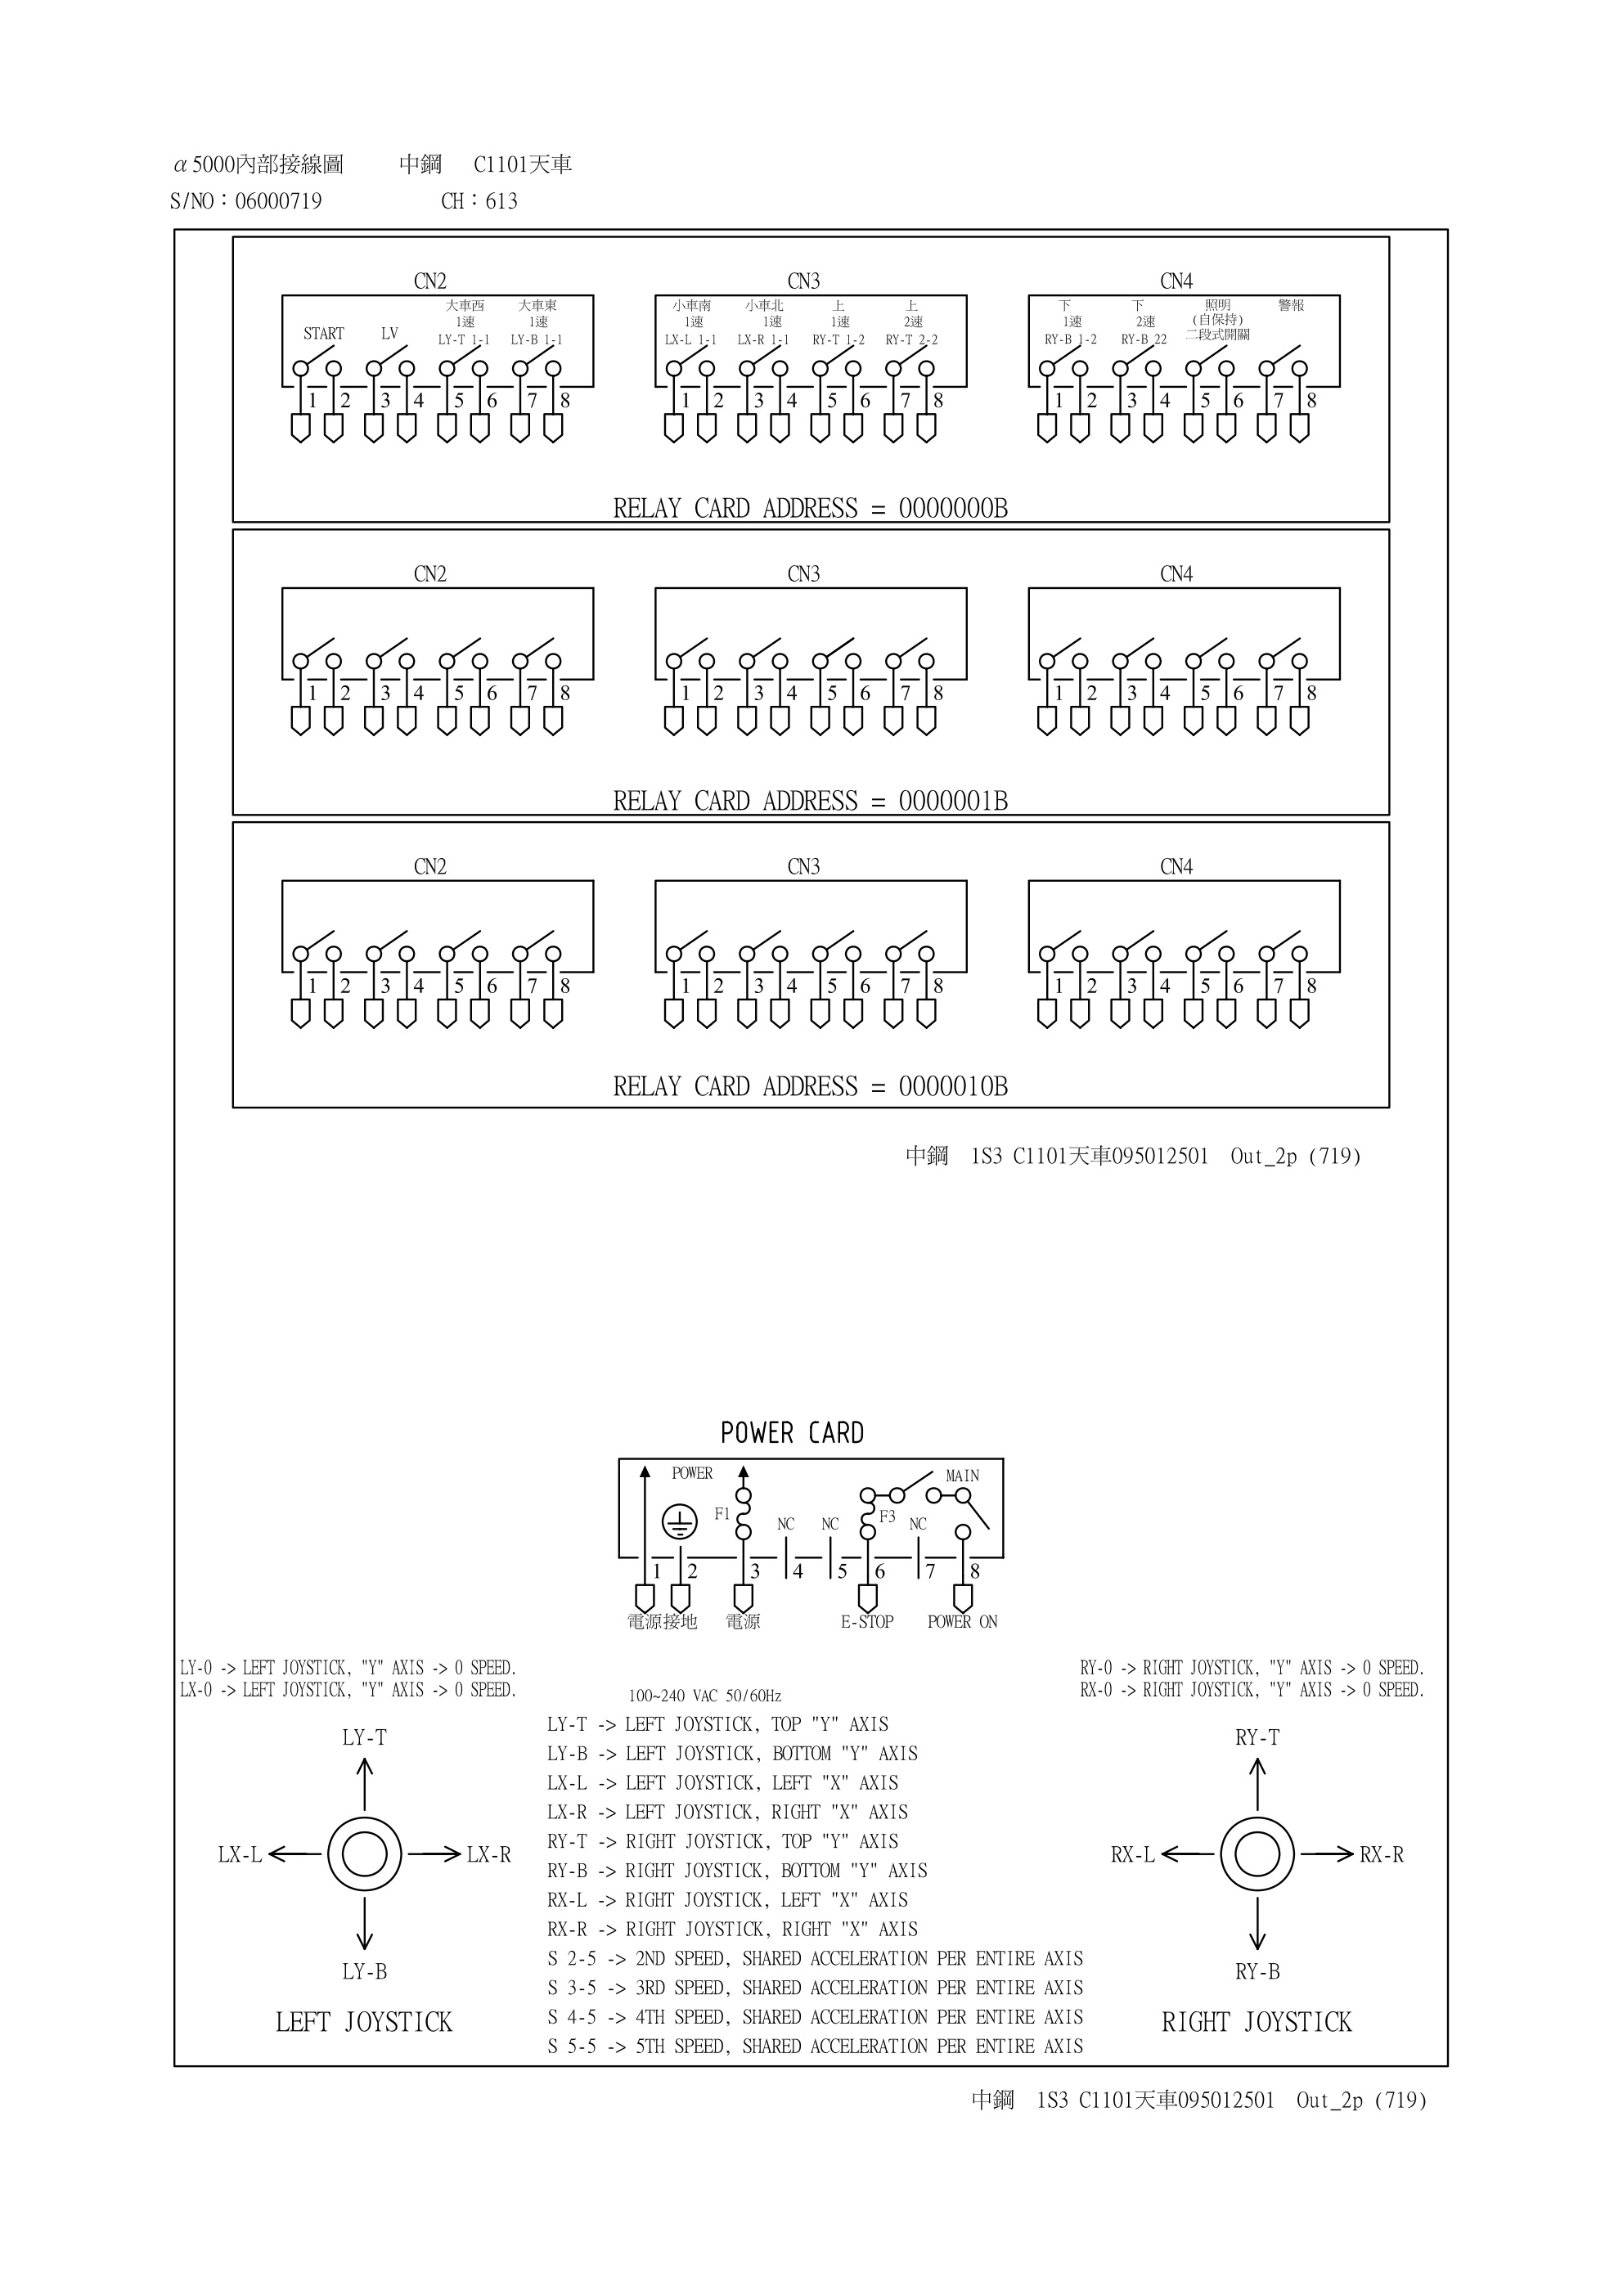 α5000內部接線圖 中鋼 C1101天車
S/NO：06000719 CH：613
CN2 CN3 CN4
大車西 大車東 小車南 小車北 上 上 下 下 照明 警報
1速 1速 1速 1速 1速 2速 1速 2速 (自保持)
START LV LY-T 1-1 LY-B 1-1 LX-L 1-1 LX-R 1-1 RY-T 1-2 RY-T 2-2 RY-B 1-2 RY-B 22 二段式開關
1 2 3 4 5 6 7 8 1 2 3 4 5 6 7 8 1 2 3 4 5 6 7 8
RELAY CARD ADDRESS = 0000000B
CN2 CN3 CN4
1 2 3 4 5 6 7 8 1 2 3 4 5 6 7 8 1 2 3 4 5 6 7 8
RELAY CARD ADDRESS = 0000001B
CN2 CN3 CN4
1 2 3 4 5 6 7 8 1 2 3 4 5 6 7 8 1 2 3 4 5 6 7 8
RELAY CARD ADDRESS = 0000010B
中鋼 1S3 C1101天車095012501 Out_2p (719)
POWER CARD
POWER MAIN
F1 NC NC F3 NC
1 2 3 4 5 6 7 8
電源接地 電源 E-STOP POWER ON
LY-0 -> LEFT JOYSTICK, "Y" AXIS -> 0 SPEED.
LX-0 -> LEFT JOYSTICK, "Y" AXIS -> 0 SPEED.
RY-0 -> RIGHT JOYSTICK, "Y" AXIS -> 0 SPEED.
RX-0 -> RIGHT JOYSTICK, "Y" AXIS -> 0 SPEED.
LY-T
LX-L LX-R
LY-B
LEFT JOYSTICK
100~240 VAC 50/60Hz
LY-T -> LEFT JOYSTICK, TOP "Y" AXIS
LY-B -> LEFT JOYSTICK, BOTTOM "Y" AXIS
LX-L -> LEFT JOYSTICK, LEFT "X" AXIS
LX-R -> LEFT JOYSTICK, RIGHT "X" AXIS
RY-T -> RIGHT JOYSTICK, TOP "Y" AXIS
RY-B -> RIGHT JOYSTICK, BOTTOM "Y" AXIS
RX-L -> RIGHT JOYSTICK, LEFT "X" AXIS
RX-R -> RIGHT JOYSTICK, RIGHT "X" AXIS
S 2-5 -> 2ND SPEED, SHARED ACCELERATION PER ENTIRE AXIS
S 3-5 -> 3RD SPEED, SHARED ACCELERATION PER ENTIRE AXIS
S 4-5 -> 4TH SPEED, SHARED ACCELERATION PER ENTIRE AXIS
S 5-5 -> 5TH SPEED, SHARED ACCELERATION PER ENTIRE AXIS
RY-T
RX-L RX-R
RY-B
RIGHT JOYSTICK
中鋼 1S3 C1101天車095012501 Out_2p (719)